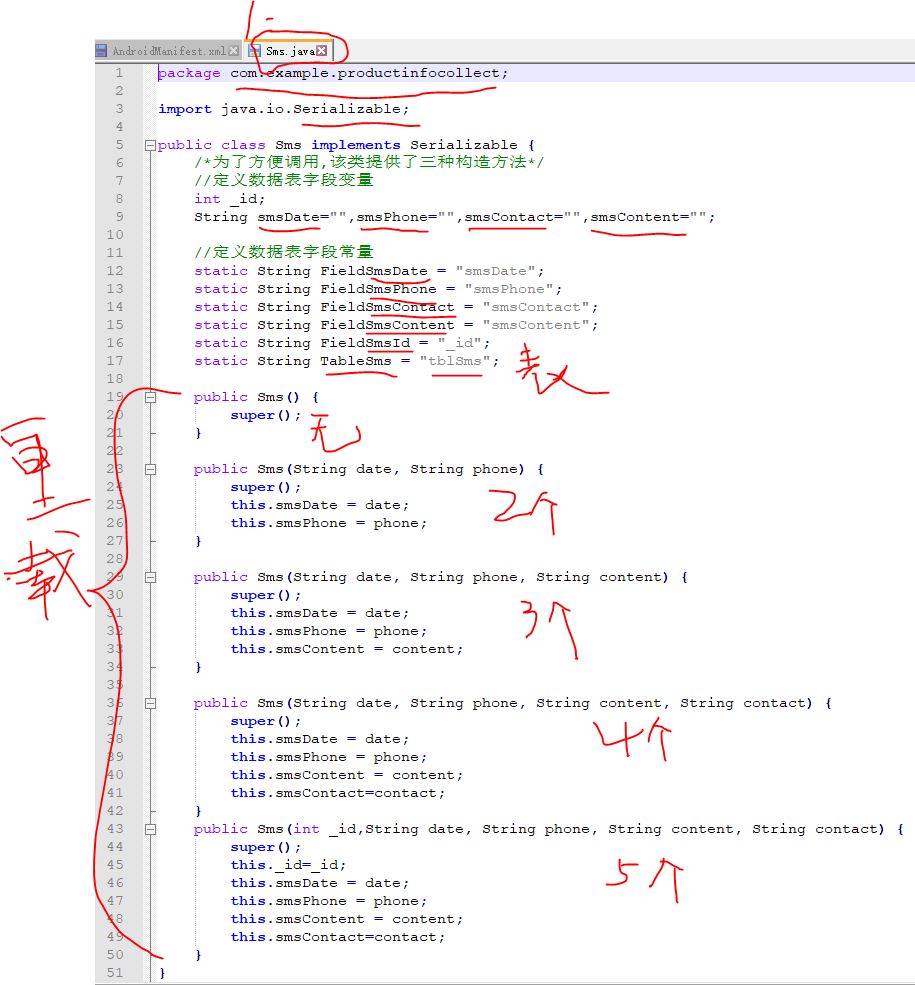 AndroidManifest.xml Sms.java
1 package com.example.productinfocollect;
2
3 import java.io.Serializable;
4
5 public class Sms implements Serializable {
6 /*为了方便调用,该类提供了三种构造方法*/
7 //定义数据表字段变量
8 int _id;
9 String smsDate="",smsPhone="",smsContact="",smsContent="";
10
11 //定义数据表字段常量
12 static String FieldSmsDate = "smsDate";
13 static String FieldSmsPhone = "smsPhone";
14 static String FieldSmsContact = "smsContact";
15 static String FieldSmsContent = "smsContent";
16 static String FieldSmsId = "_id";
17 static String TableSms = "tblSms";
表
18
19 public Sms() {
20 super();
无
21 }
22
重载
23 public Sms(String date, String phone) {
24 super();
25 this.smsDate = date;
2个
26 this.smsPhone = phone;
27 }
28
29 public Sms(String date, String phone, String content) {
30 super();
31 this.smsDate = date;
3个
32 this.smsPhone = phone;
33 this.smsContent = content;
34 }
35
36 public Sms(String date, String phone, String content, String contact) {
37 super();
38 this.smsDate = date;
4个
39 this.smsPhone = phone;
40 this.smsContent = content;
41 this.smsContact=contact;
42 }
43 public Sms(int _id,String date, String phone, String content, String contact) {
44 super();
45 this._id=_id;
46 this.smsDate = date;
5个
47 this.smsPhone = phone;
48 this.smsContent = content;
49 this.smsContact=contact;
50 }
51 }